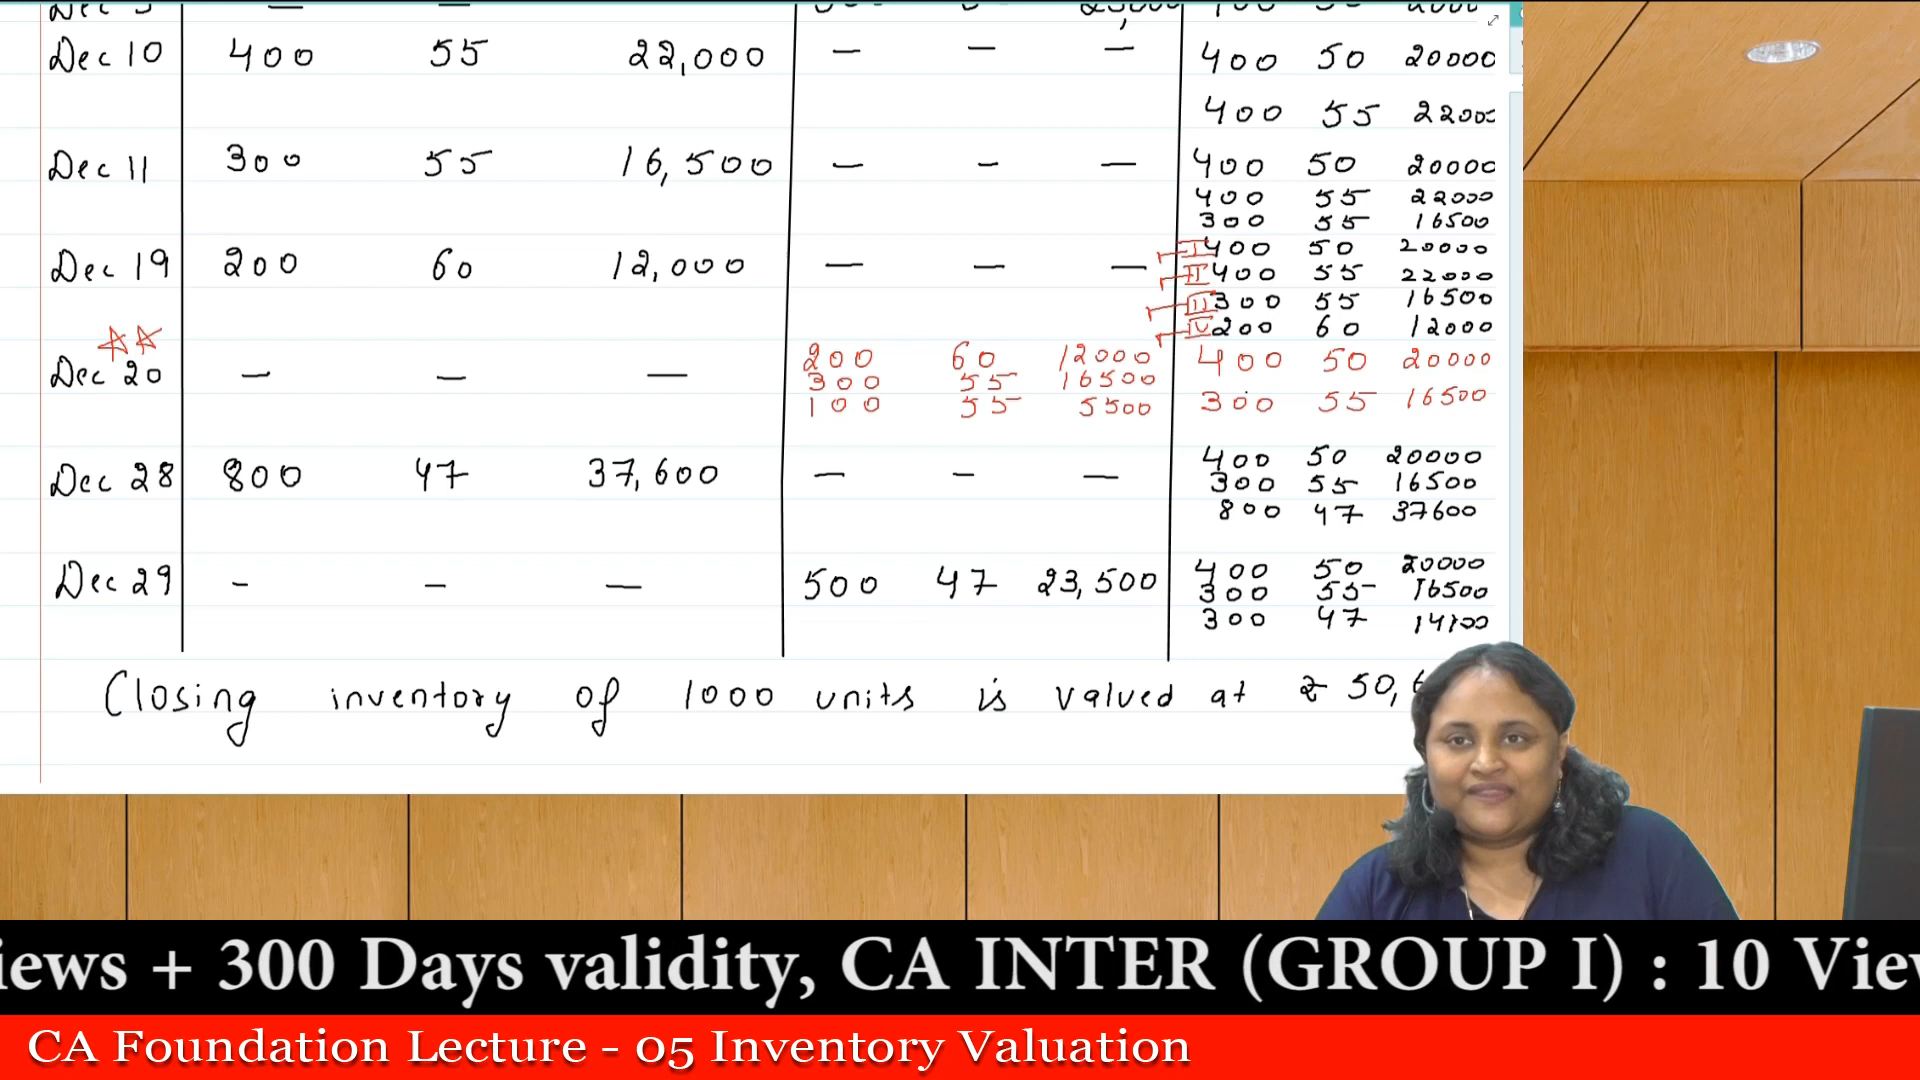 Dec 10 400 55 22,000 — — — 400 50 20000
400 55 22000
Dec 11 300 55 16,500 — - — 400 50 20000
400 55 22000
300 55 16500
Dec 19 200 60 12,000 — — — I 400 50 20000
II 400 55 22000
III 300 55 16500
IV 200 60 12000
Dec 20 — — — 200 60 12000 400 50 20000
300 55 16500
100 55 5500 300 55 16500
Dec 28 800 47 37,600 — — — 400 50 20000
300 55 16500
800 47 37600
Dec 29 - - — 500 47 23,500 400 50 20000
300 55 16500
300 47 14100
Closing inventory of 1000 units is valued at ₹ 50,6
iews + 300 Days validity, CA INTER (GROUP I) : 10 View
CA Foundation Lecture - 05 Inventory Valuation